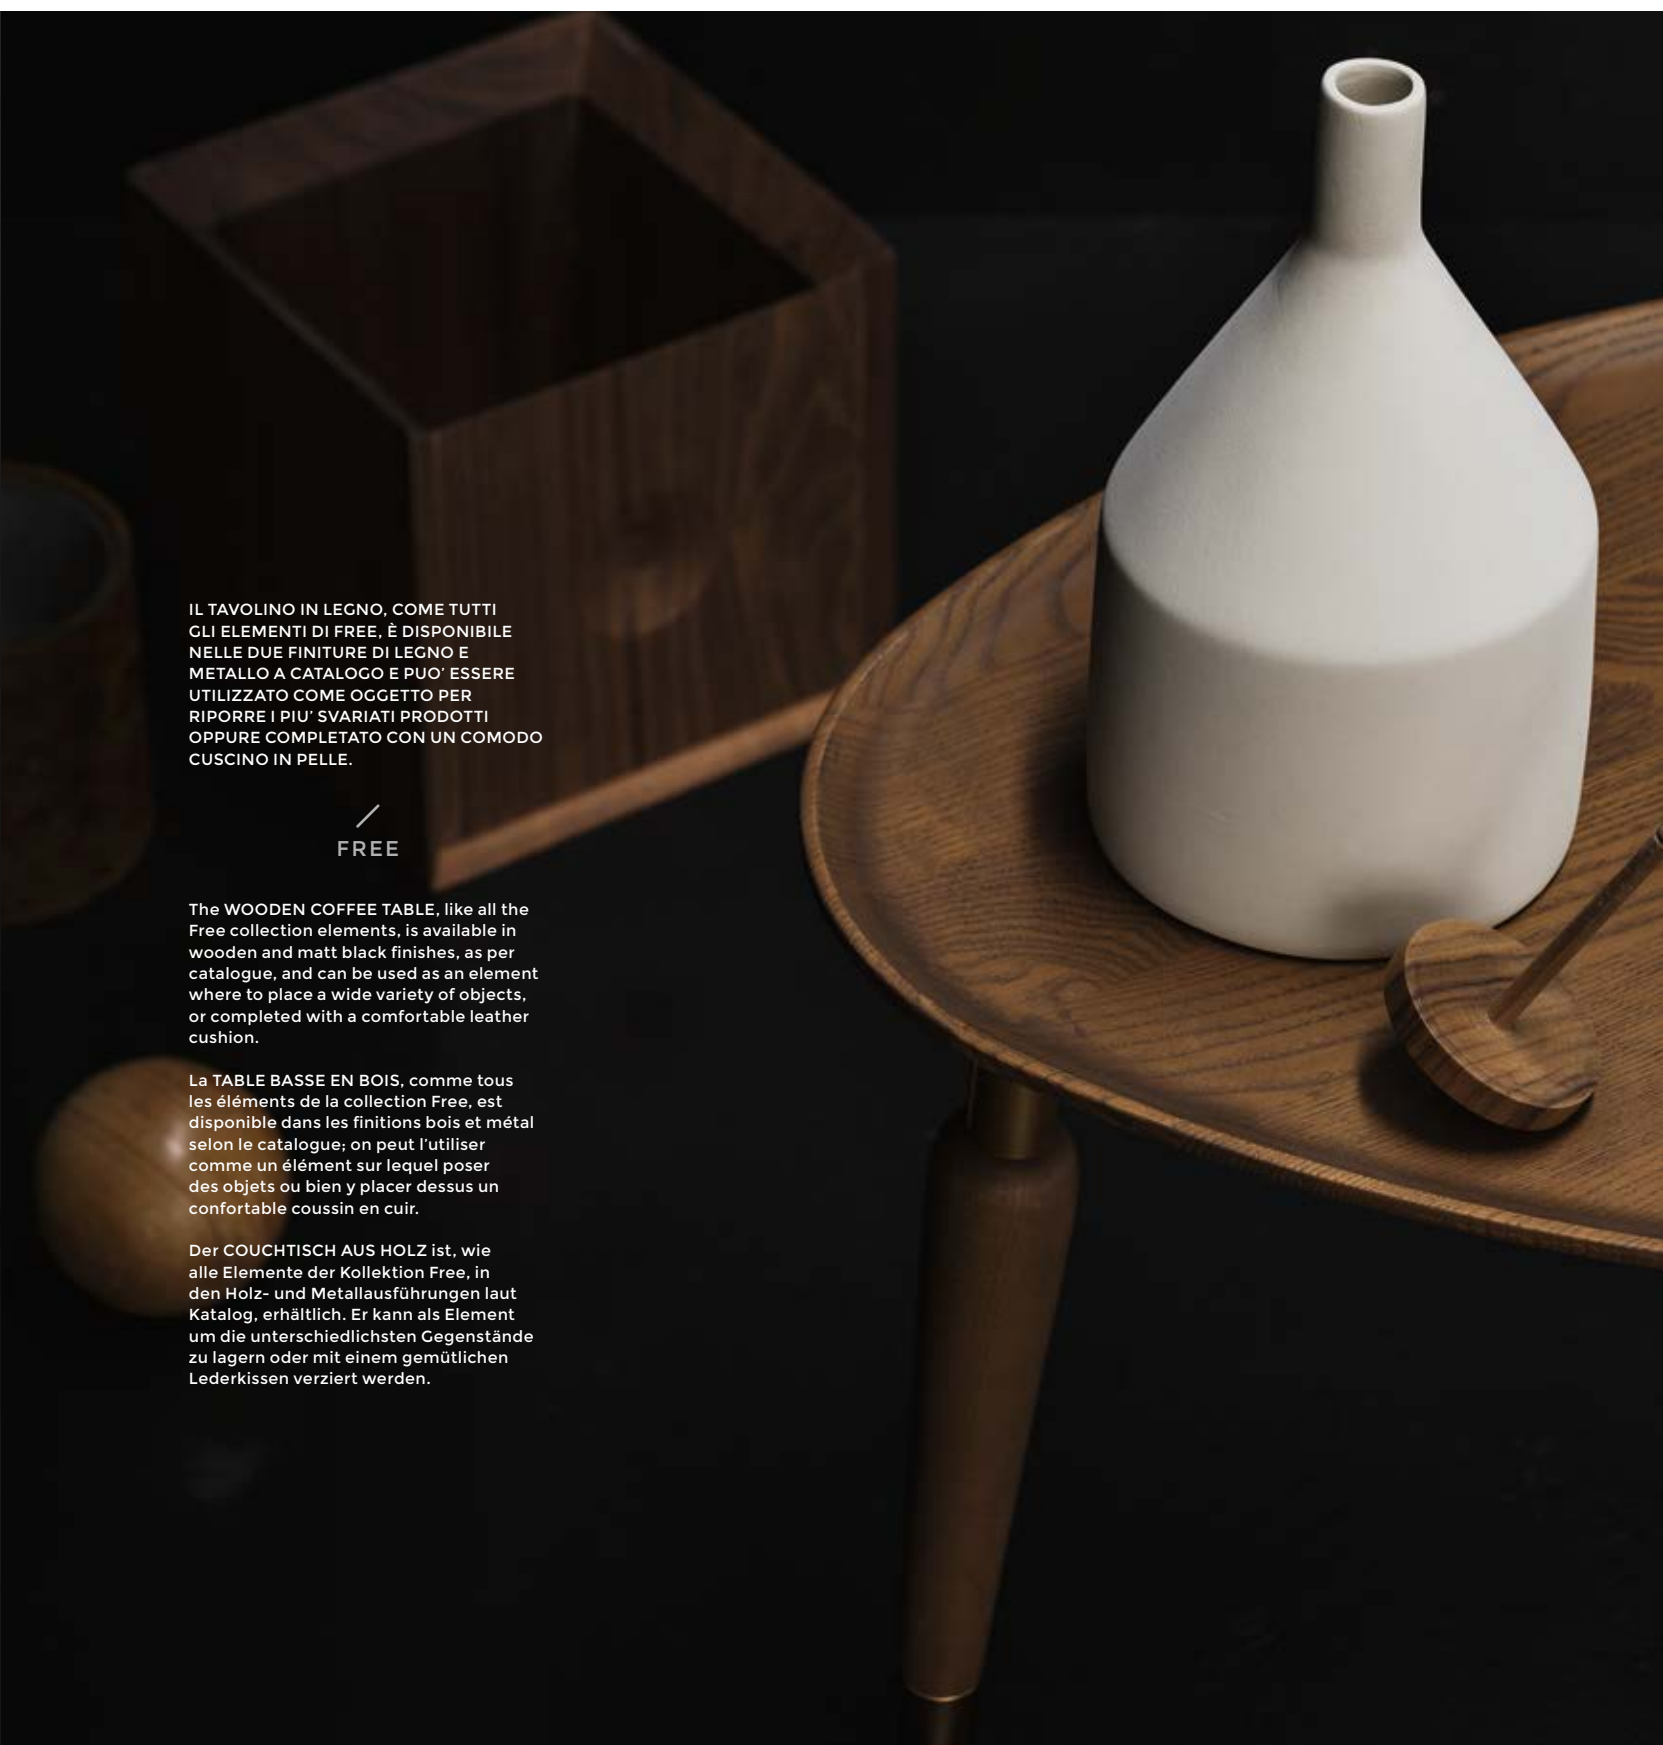 IL TAVOLINO IN LEGNO, COME TUTTI
GLI ELEMENTI DI FREE, È DISPONIBILE
NELLE DUE FINITURE DI LEGNO E
METALLO A CATALOGO E PUO’ ESSERE
UTILIZZATO COME OGGETTO PER
RIPORRE I PIU’ SVARIATI PRODOTTI
OPPURE COMPLETATO CON UN COMODO
CUSCINO IN PELLE.
/
FREE
The WOODEN COFFEE TABLE, like all the
Free collection elements, is available in
wooden and matt black finishes, as per
catalogue, and can be used as an element
where to place a wide variety of objects,
or completed with a comfortable leather
cushion.
La TABLE BASSE EN BOIS, comme tous
les éléments de la collection Free, est
disponible dans les finitions bois et métal
selon le catalogue; on peut l’utiliser
comme un élément sur lequel poser
des objets ou bien y placer dessus un
confortable coussin en cuir.
Der COUCHTISCH AUS HOLZ ist, wie
alle Elemente der Kollektion Free, in
den Holz- und Metallausführungen laut
Katalog, erhältlich. Er kann als Element
um die unterschiedlichsten Gegenstände
zu lagern oder mit einem gemütlichen
Lederkissen verziert werden.